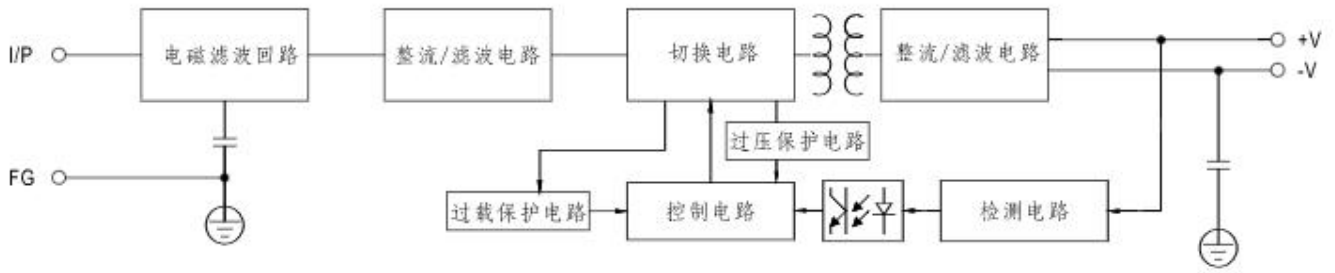 I/P
电磁滤波回路
整流/滤波电路
切换电路
整流/滤波电路
+V
-V
过压保护电路
FG
过载保护电路
控制电路
检测电路